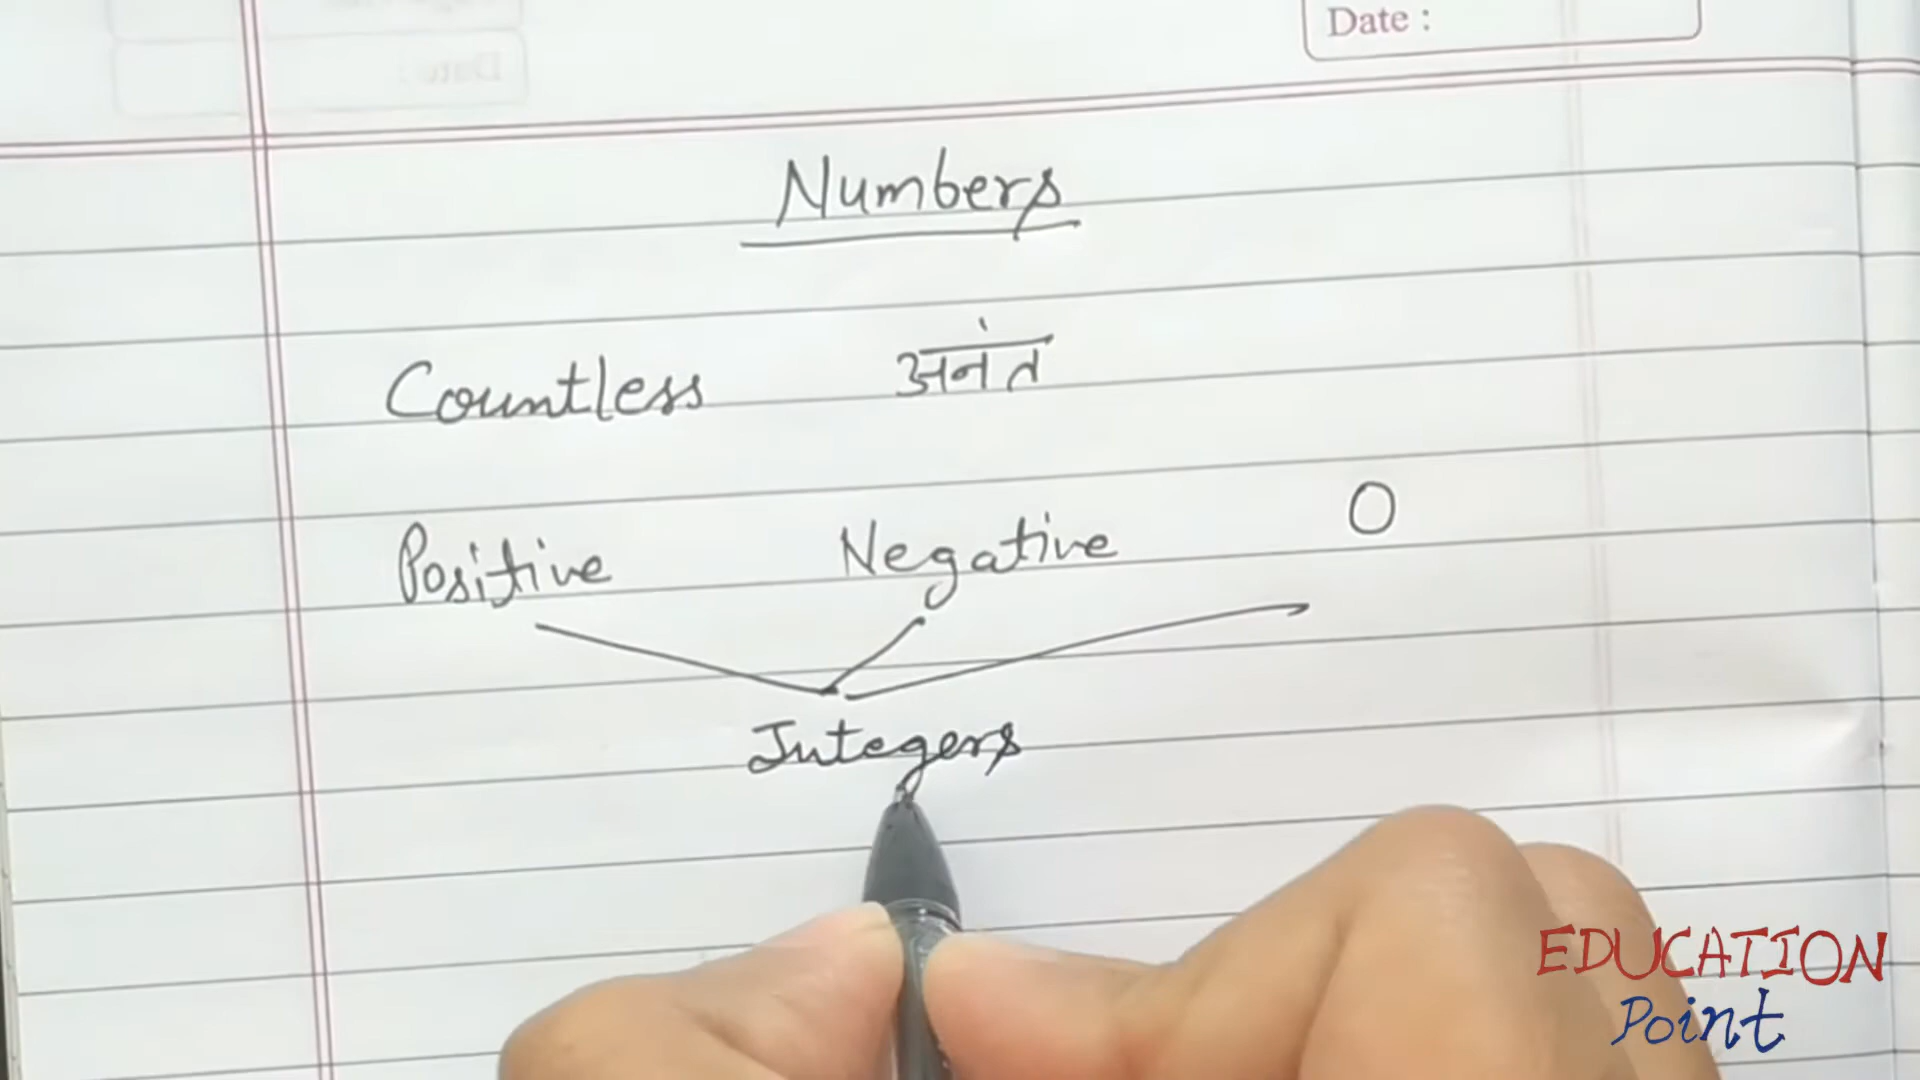 Date :
Numbers
Countless अनंत
Positive Negative 0
Integers
EDUCATION
Point